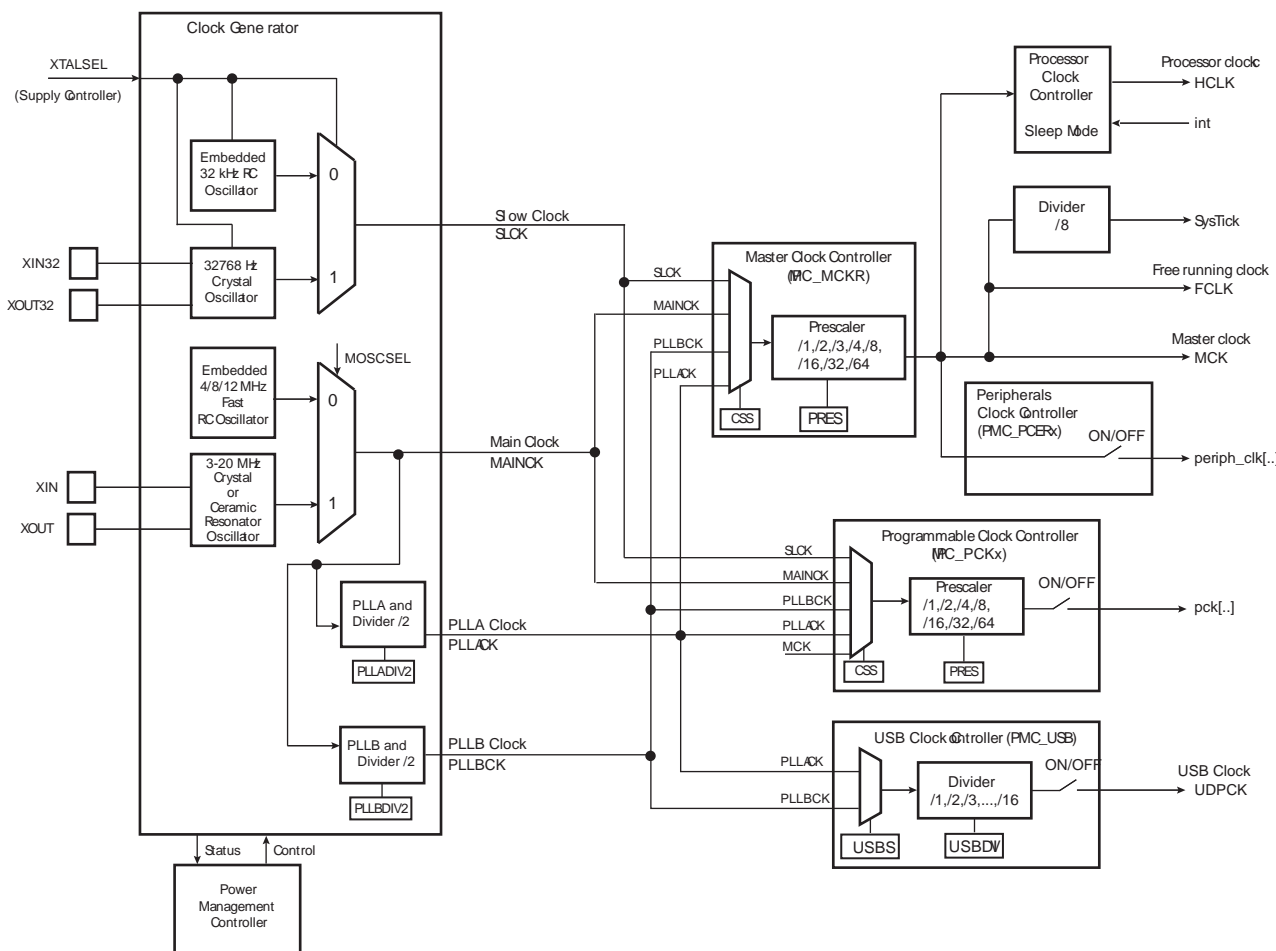 Clock Generator
XTALSEL
(Supply Controller)
Embedded
32 kHz RC
Oscillator
0
XIN32
XOUT32
32768 Hz
Crystal
Oscillator
1
Slow Clock
SLCK
Embedded
4/8/12 MHz
Fast
RC Oscillator
MOSCSEL
0
XIN
XOUT
3-20 MHz
Crystal
or
Ceramic
Resonator
Oscillator
1
Main Clock
MAINCK
PLLA and
Divider /2
PLLADIV2
PLLA Clock
PLLACK
PLLB and
Divider /2
PLLBDIV2
PLLB Clock
PLLBCK
Status
Control
Power
Management
Controller
Master Clock Controller
(PMC_MCKR)
SLCK
MAINCK
PLLBCK
PLLACK
Prescaler
/1,/2,/3,/4,/8,
/16,/32,/64
CSS
PRES
Processor
Clock
Controller
Sleep Mode
Processor clock
HCLK
int
Divider
/8
SysTick
Free running clock
FCLK
Master clock
MCK
Peripherals
Clock Controller
(PMC_PCERx)
ON/OFF
periph_clk[..]
Programmable Clock Controller
(PMC_PCKx)
SLCK
MAINCK
PLLBCK
PLLACK
MCK
Prescaler
/1,/2,/4,/8,
/16,/32,/64
ON/OFF
CSS
PRES
pck[..]
USB Clock Controller (PMC_USB)
PLLACK
PLLBCK
Divider
/1,/2,/3,...,/16
ON/OFF
USBS
USBDIV
USB Clock
UDPCK